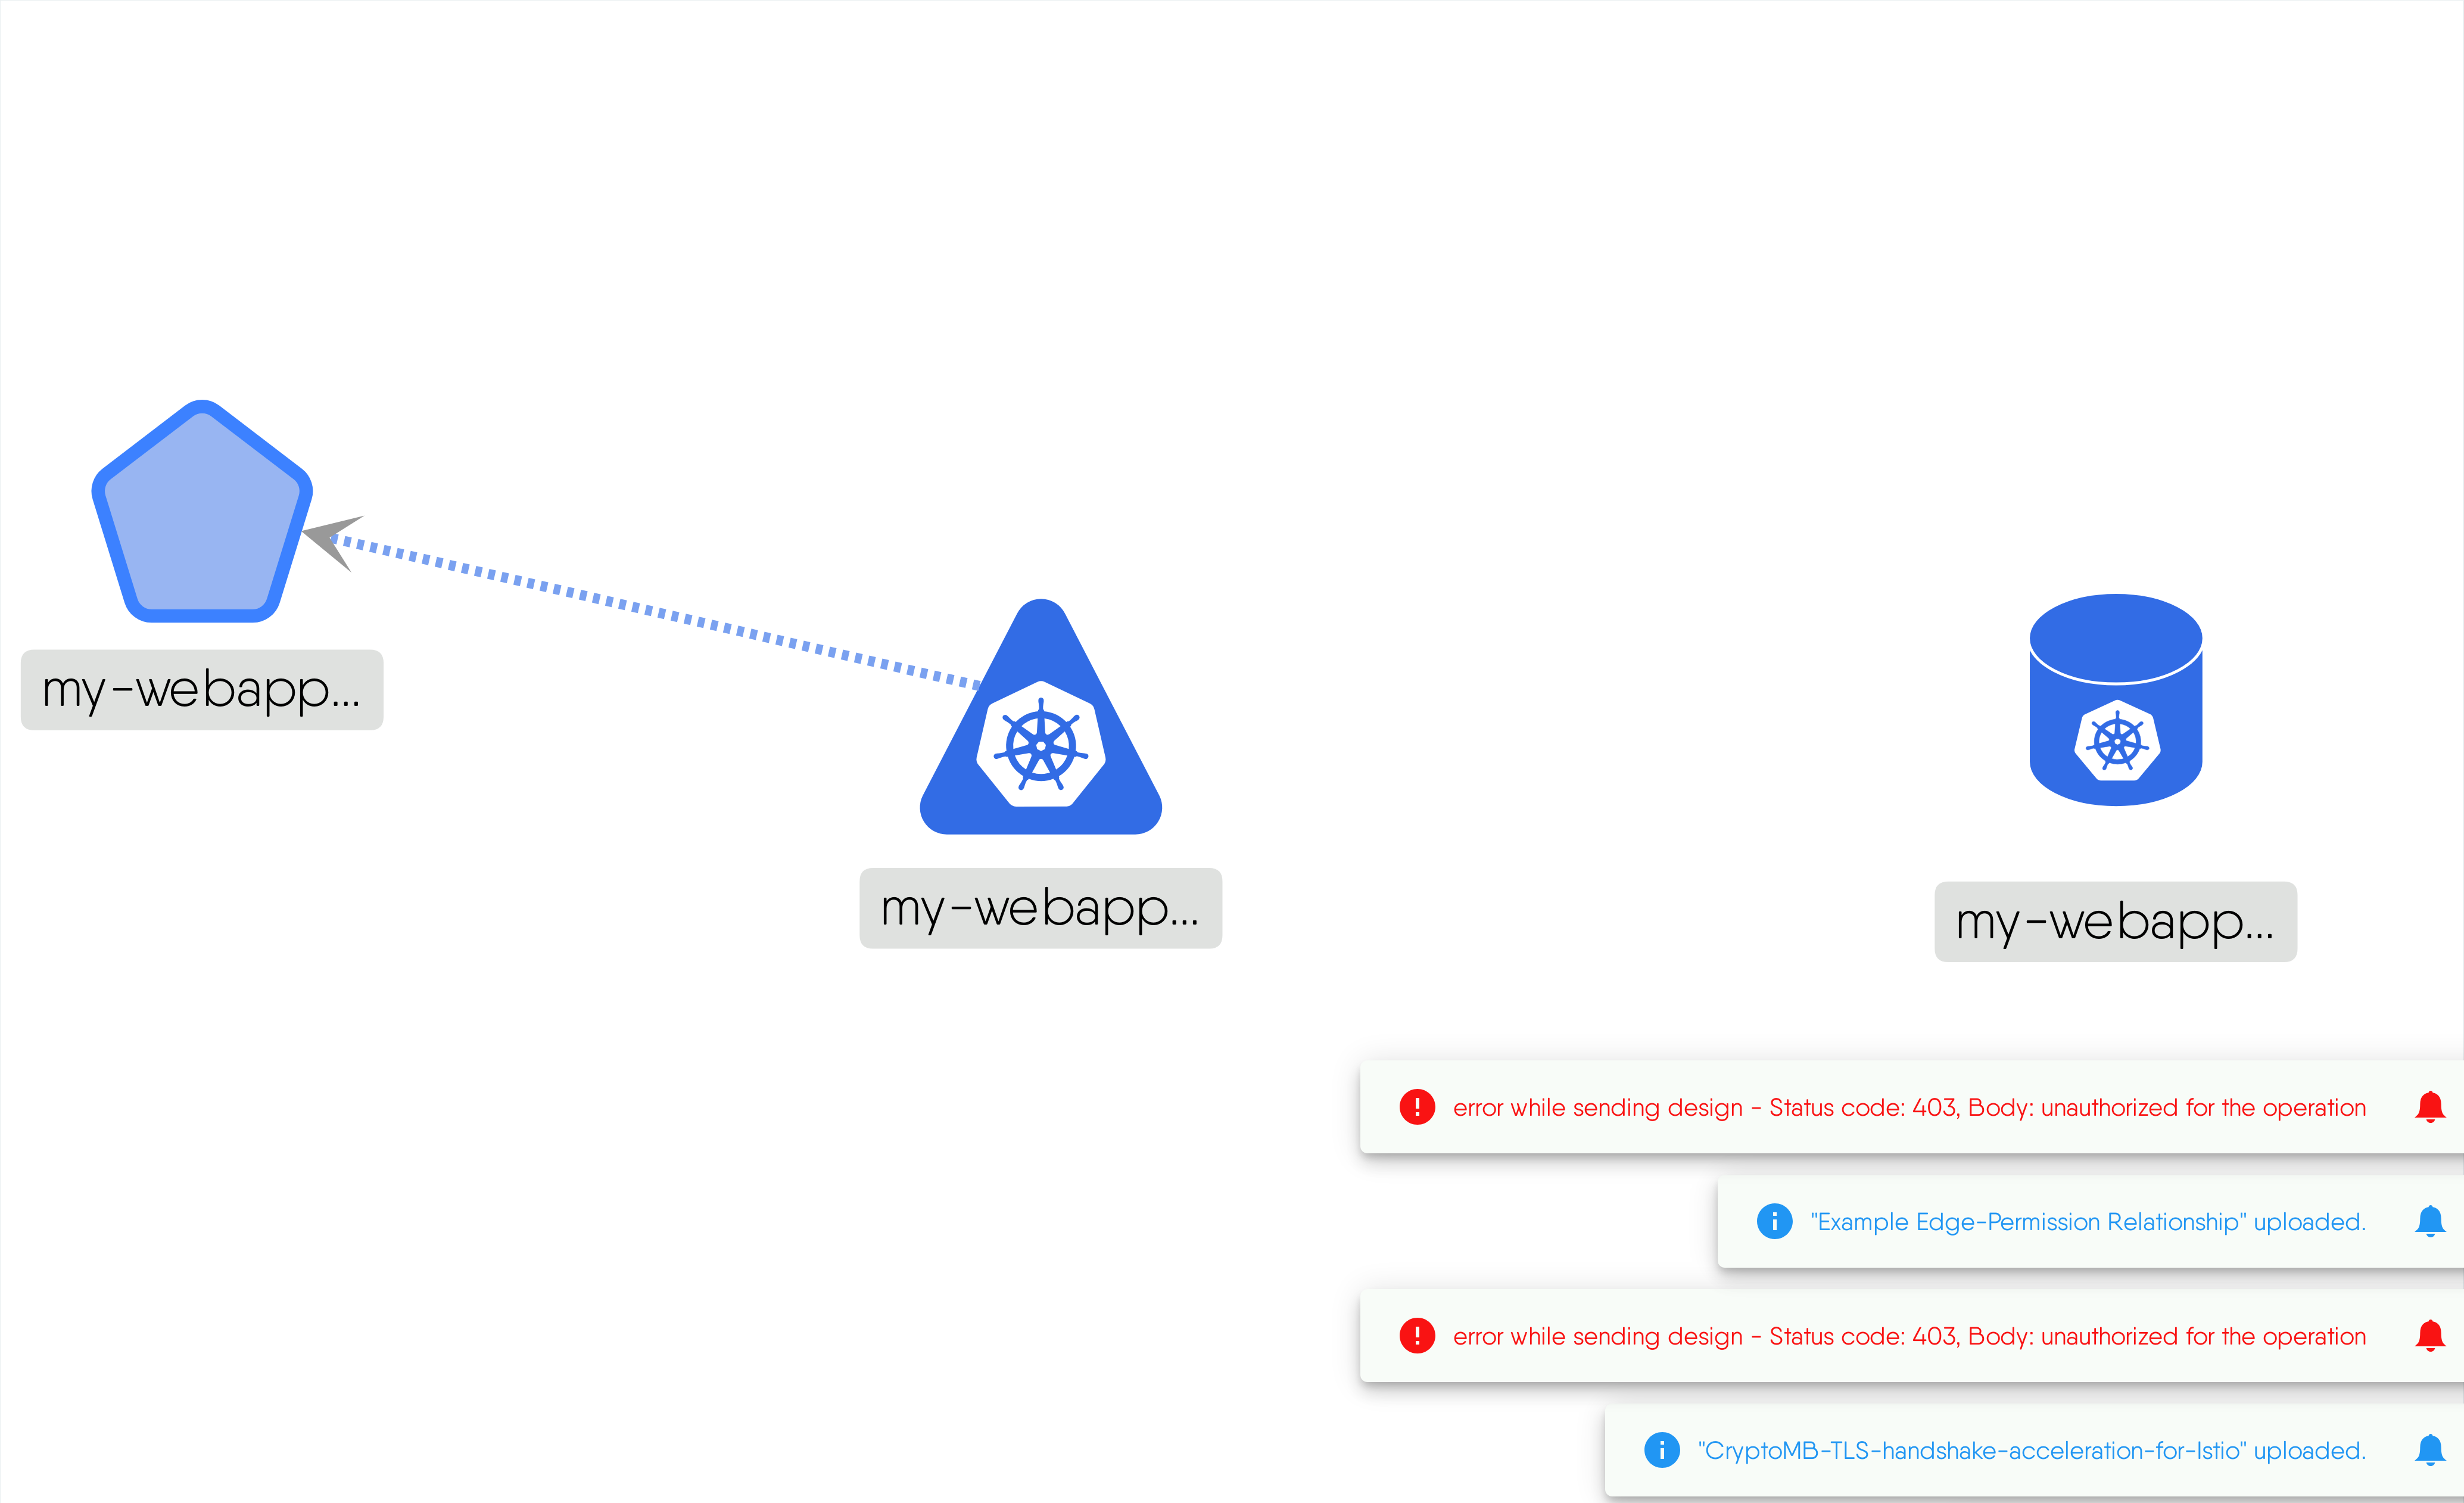 my-webapp...
my-webapp...
my-webapp...
error while sending design - Status code: 403, Body: unauthorized for the operation
"Example Edge-Permission Relationship" uploaded.
error while sending design - Status code: 403, Body: unauthorized for the operation
"CryptoMB-TLS-handshake-acceleration-for-Istio" uploaded.